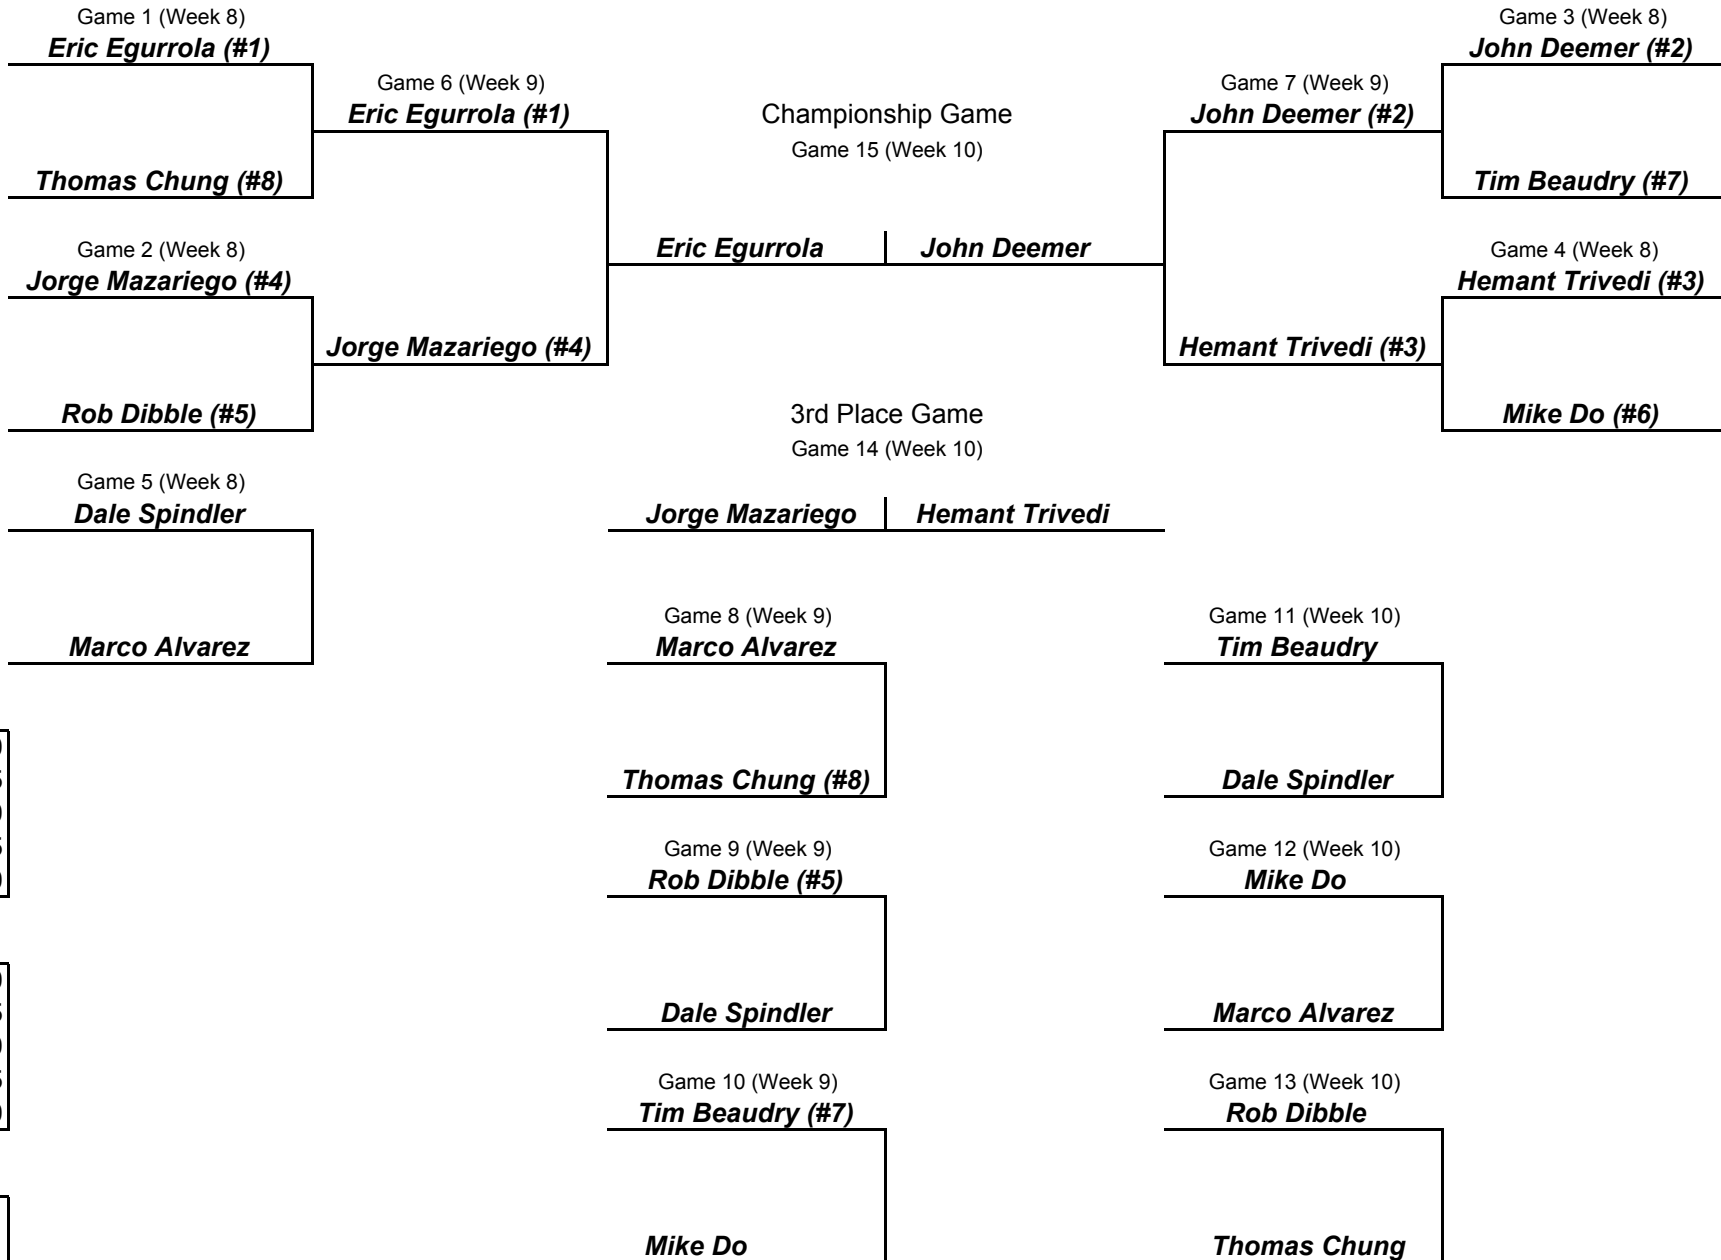 Game 1 (Week 8)
Eric Egurrola (#1)
Thomas Chung (#8)
Game 2 (Week 8)
Jorge Mazariego (#4)
Rob Dibble (#5)
Game 5 (Week 8)
Dale Spindler
Marco Alvarez
Game 6 (Week 9)
Eric Egurrola (#1)
Jorge Mazariego (#4)
Championship Game
Game 15 (Week 10)
Eric Egurrola John Deemer
3rd Place Game
Game 14 (Week 10)
Jorge Mazariego Hemant Trivedi
Game 7 (Week 9)
John Deemer (#2)
Hemant Trivedi (#3)
Game 3 (Week 8)
John Deemer (#2)
Tim Beaudry (#7)
Game 4 (Week 8)
Hemant Trivedi (#3)
Mike Do (#6)
Game 8 (Week 9)
Marco Alvarez
Thomas Chung (#8)
Game 9 (Week 9)
Rob Dibble (#5)
Dale Spindler
Game 10 (Week 9)
Tim Beaudry (#7)
Mike Do
Game 11 (Week 10)
Tim Beaudry
Dale Spindler
Game 12 (Week 10)
Mike Do
Marco Alvarez
Game 13 (Week 10)
Rob Dibble
Thomas Chung